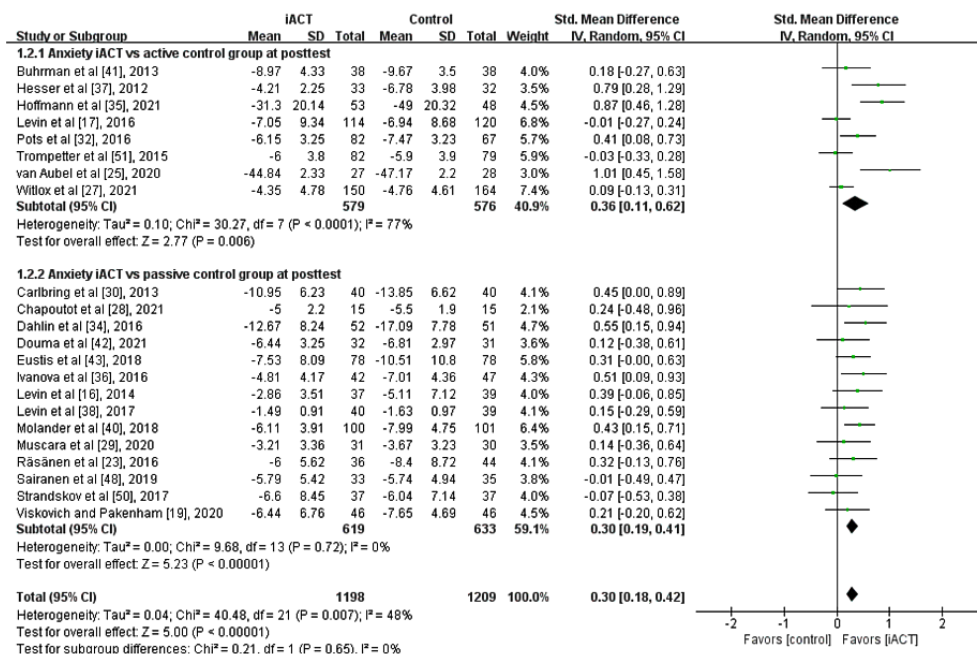 iACT Control Std. Mean Difference Std. Mean Difference
Study or Subgroup Mean SD Total Mean SD Total Weight IV, Random, 95% CI IV, Random, 95% CI
1.2.1 Anxiety iACT vs active control group at posttest
Buhrman et al [41], 2013 -8.97 4.33 38 -9.67 3.5 38 4.5% 0.18 [-0.27, 0.63]
Hesser et al [37], 2012 -4.21 2.25 33 -6.78 3.98 32 3.8% 0.79 [0.28, 1.29]
Hoffmann et al [35], 2021 -31.3 20.14 53 -49 20.32 48 4.9% 0.87 [0.46, 1.28]
Levin et al [17], 2016 -7.05 9.34 114 -6.94 8.68 120 6.8% -0.01 [-0.27, 0.24]
Pots et al [32], 2016 -6.15 3.25 82 -7.47 3.23 67 5.9% 0.41 [0.08, 0.73]
Trompetter et al [51], 2015 -6 3.8 82 -5.9 3.9 79 5.9% -0.03 [-0.33, 0.28]
van Aubel et al [25], 2020 -44.84 2.33 27 -47.17 2.2 28 3.3% 1.01 [0.45, 1.58]
Witlox et al [27], 2021 -4.35 4.78 150 -4.76 4.61 164 7.4% 0.09 [-0.13, 0.31]
Subtotal (95% CI) 579 576 40.9% 0.36 [0.11, 0.62]
Heterogeneity: Tau² = 0.10; Chi² = 30.27, df = 7 (P < 0.0001); I² = 77%
Test for overall effect: Z = 2.77 (P = 0.006)
1.2.2 Anxiety iACT vs passive control group at posttest
Carlbring et al [30], 2013 -10.95 6.23 40 -13.85 6.62 40 4.1% 0.45 [0.00, 0.89]
Chapoutot et al [28], 2021 -5 2.2 15 -5.5 1.9 15 2.1% 0.24 [-0.48, 0.96]
Dahlin et al [34], 2016 -12.67 8.24 52 -17.09 7.78 51 4.7% 0.55 [0.15, 0.94]
Douma et al [42], 2021 -6.44 3.25 32 -6.81 2.97 31 3.6% 0.12 [-0.38, 0.61]
Eustis et al [43], 2018 -7.53 8.09 78 -10.51 10.8 78 5.8% 0.31 [-0.00, 0.63]
Ivanova et al [36], 2016 -4.81 4.17 42 -7.01 4.36 47 4.3% 0.51 [0.09, 0.93]
Levin et al [16], 2014 -2.86 3.51 37 -5.11 7.12 39 4.0% 0.39 [-0.06, 0.85]
Levin et al [38], 2017 -1.49 0.91 40 -1.63 0.97 39 4.1% 0.15 [-0.29, 0.59]
Molander et al [40], 2018 -6.11 3.91 100 -7.99 4.75 101 6.4% 0.43 [0.15, 0.71]
Muscara et al [29], 2020 -3.21 3.36 31 -3.67 3.23 30 3.5% 0.14 [-0.36, 0.64]
Räsänen et al [23], 2016 -6 5.62 36 -8.4 8.72 44 4.1% 0.32 [-0.13, 0.76]
Sairanen et al [48], 2019 -5.79 5.42 33 -5.74 4.94 35 3.8% -0.01 [-0.49, 0.47]
Strandskov et al [50], 2017 -6.6 8.45 37 -6.04 7.14 37 4.0% -0.07 [-0.53, 0.38]
Viskovich and Pakenham [19], 2020 -6.44 6.76 46 -7.65 4.69 46 4.5% 0.21 [-0.20, 0.62]
Subtotal (95% CI) 619 633 59.1% 0.30 [0.19, 0.41]
Heterogeneity: Tau² = 0.00; Chi² = 9.68, df = 13 (P = 0.72); I² = 0%
Test for overall effect: Z = 5.23 (P < 0.00001)
Total (95% CI) 1198 1209 100.0% 0.30 [0.18, 0.42]
Heterogeneity: Tau² = 0.04; Chi² = 40.48, df = 21 (P = 0.007); I² = 48%
Test for overall effect: Z = 5.00 (P < 0.00001)
Test for subgroup differences: Chi² = 0.21, df = 1 (P = 0.65), I² = 0%
-2 -1 0 1 2
Favors [control] Favors [iACT]